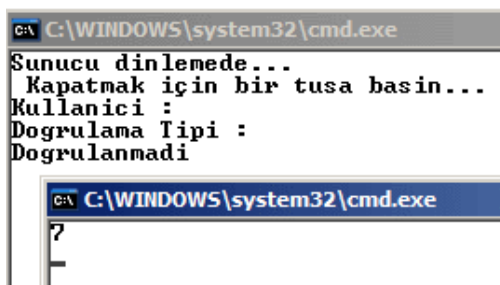 C:\WINDOWS\system32\cmd.exe
Sunucu dinlemede...
Kapatmak için bir tusa basin...
Kullanici :
Dogrulama Tipi :
Dogrulanmadi
C:\WINDOWS\system32\cmd.exe
7